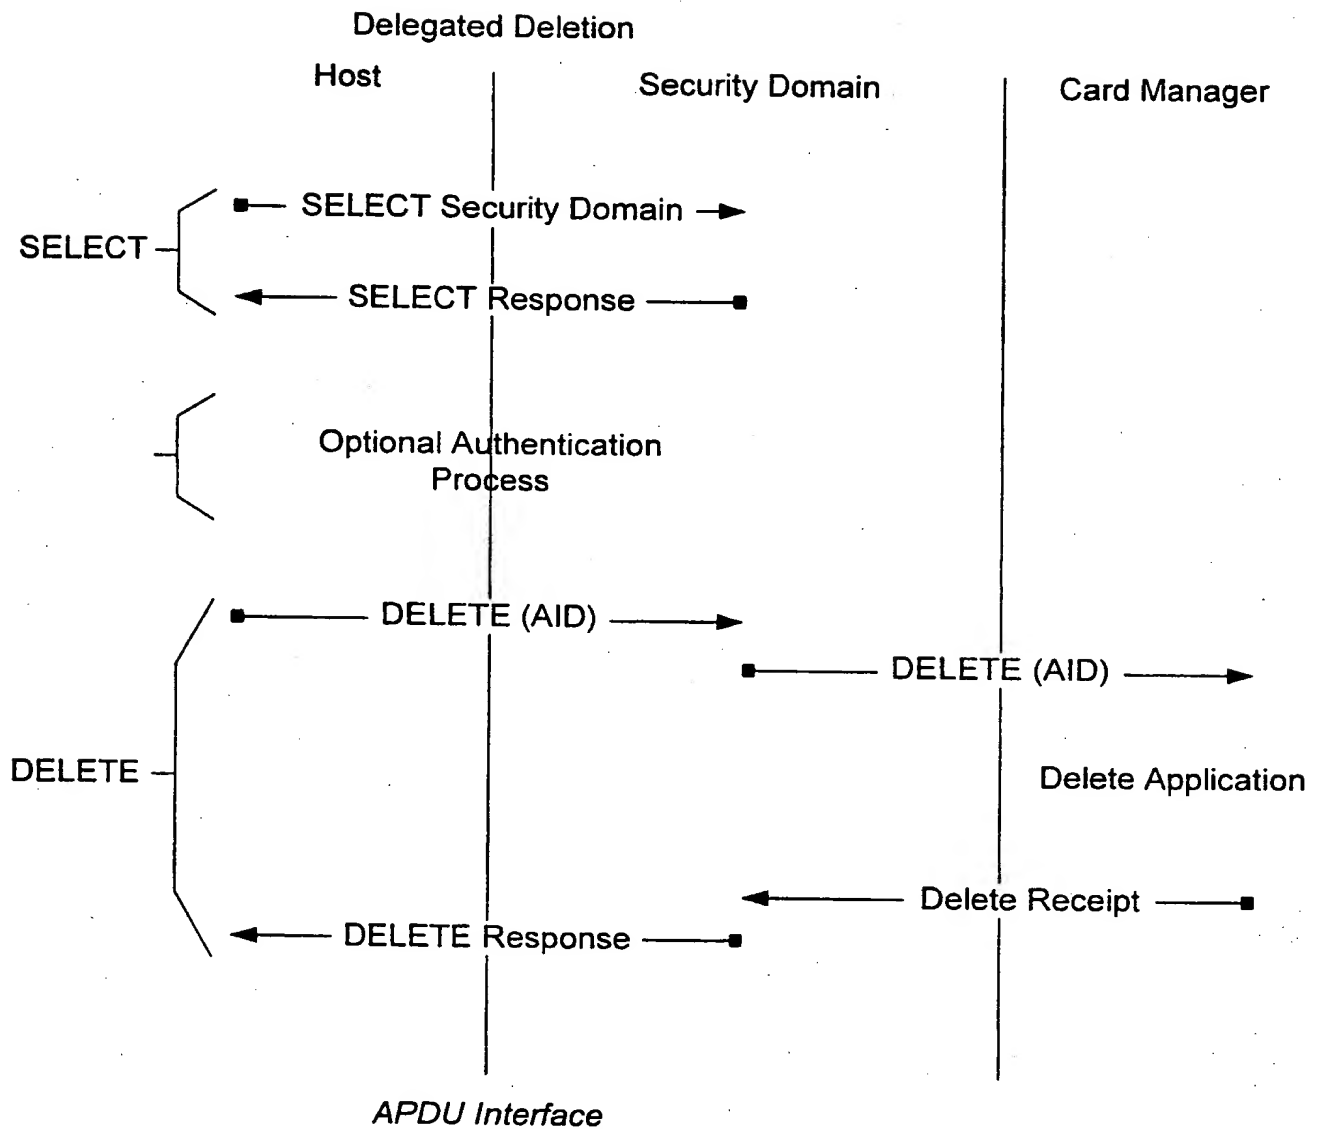 Delegated Deletion
Host
Security Domain
Card Manager
SELECT Security Domain
SELECT
SELECT Response
Optional Authentication
Process
DELETE (AID)
DELETE (AID)
DELETE
Delete Application
Delete Receipt
DELETE Response
APDU Interface